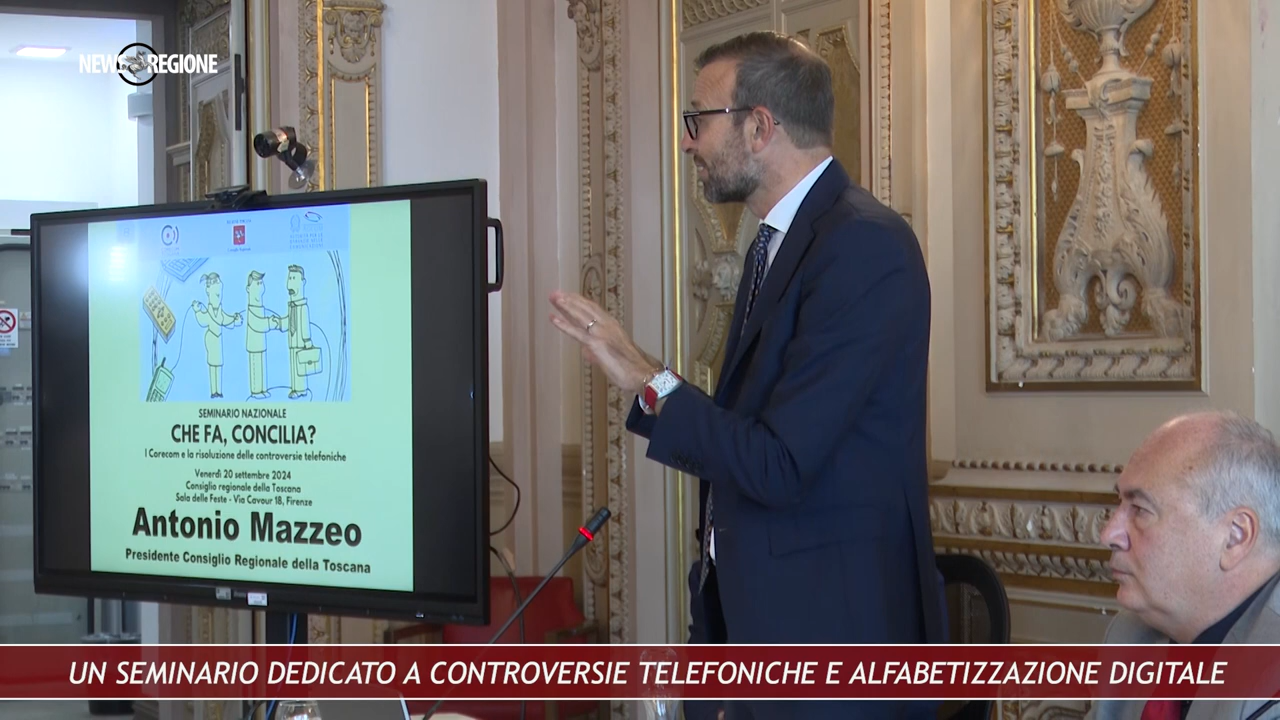 NEWS REGIONE
SEMINARIO NAZIONALE
CHE FA, CONCILIA?
I Corecom e la risoluzione delle controversie telefoniche
Venerdì 20 settembre 2024
Consiglio regionale della Toscana
Sala delle Feste - Via Cavour 18, Firenze
Antonio Mazzeo
Presidente Consiglio Regionale della Toscana
UN SEMINARIO DEDICATO A CONTROVERSIE TELEFONICHE E ALFABETIZZAZIONE DIGITALE